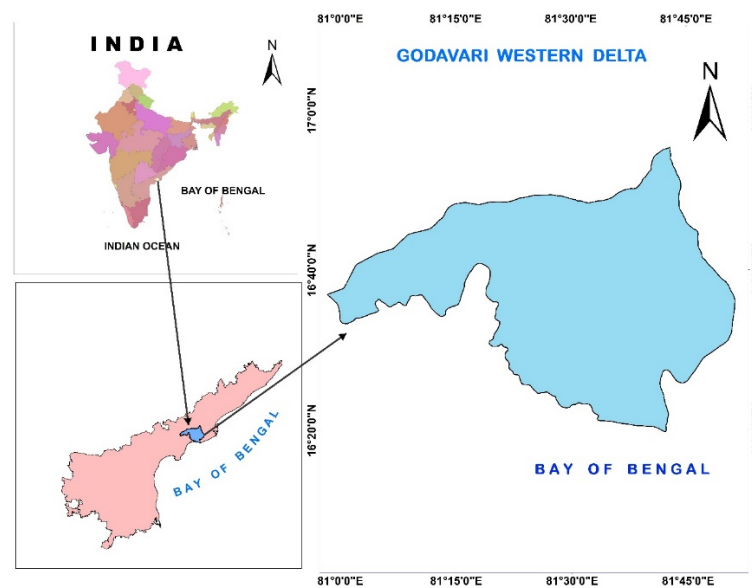 INDIA
N
BAY OF BENGAL
INDIAN OCEAN
BAY OF BENGAL
81°0'0"E 81°15'0"E 81°30'0"E 81°45'0"E
GODAVARI WESTERN DELTA
N
17°0'0"N
16°40'0"N
16°20'0"N
BAY OF BENGAL
81°0'0"E 81°15'0"E 81°30'0"E 81°45'0"E